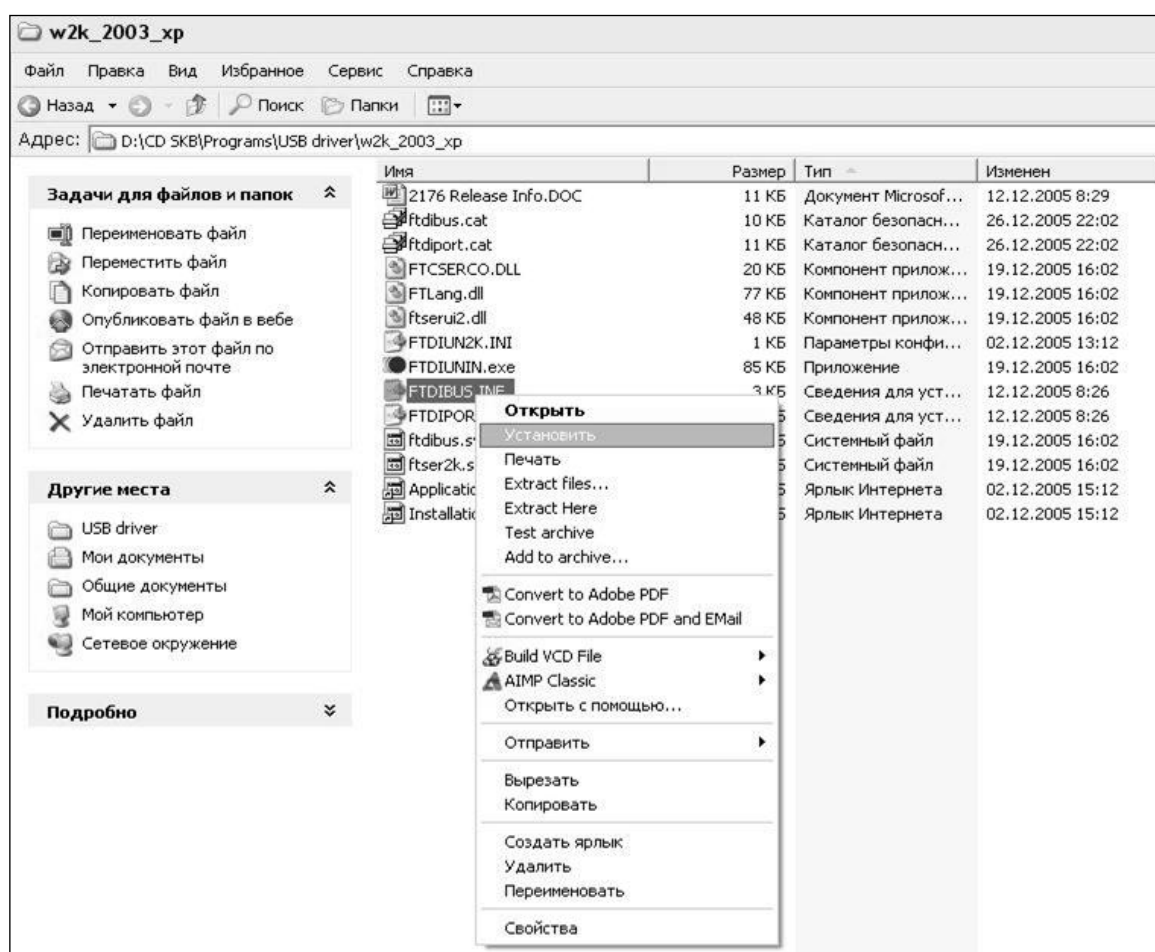 w2k_2003_xp
Файл Правка Вид Избранное Сервис Справка
Назад Поиск Папки
Адрес: D:\CD SKB\Programs\USB driver\w2k_2003_xp
Задачи для файлов и папок
Переименовать файл
Переместить файл
Копировать файл
Опубликовать файл в вебе
Отправить этот файл по
электронной почте
Печатать файл
Удалить файл
Другие места
USB driver
Мои документы
Общие документы
Мой компьютер
Сетевое окружение
Подробно
Имя Размер Тип Изменен
2176 Release Info.DOC 11 КБ Документ Microsof... 12.12.2005 8:29
ftdibus.cat 10 КБ Каталог безопасн... 26.12.2005 22:02
ftdiport.cat 11 КБ Каталог безопасн... 26.12.2005 22:02
FTCSERCO.DLL 20 КБ Компонент прилож... 19.12.2005 16:02
FTLang.dll 77 КБ Компонент прилож... 19.12.2005 16:02
ftserui2.dll 48 КБ Компонент прилож... 19.12.2005 16:02
FTDIUN2K.INI 1 КБ Параметры конфи... 02.12.2005 13:12
FTDIUNIN.exe 85 КБ Приложение 19.12.2005 16:02
FTDIBUS.INF 3 КБ Сведения для уст... 12.12.2005 8:26
FTDIPOR Б Сведения для уст... 12.12.2005 8:26
ftdibus.s Б Системный файл 19.12.2005 16:02
ftser2k.s Б Системный файл 19.12.2005 16:02
Applicatic Б Ярлык Интернета 02.12.2005 15:12
Installatic Б Ярлык Интернета 02.12.2005 15:12
Открыть
Установить
Печать
Extract files...
Extract Here
Test archive
Add to archive...
Convert to Adobe PDF
Convert to Adobe PDF and EMail
Build VCD File
AIMP Classic
Открыть с помощью...
Отправить
Вырезать
Копировать
Создать ярлык
Удалить
Переименовать
Свойства